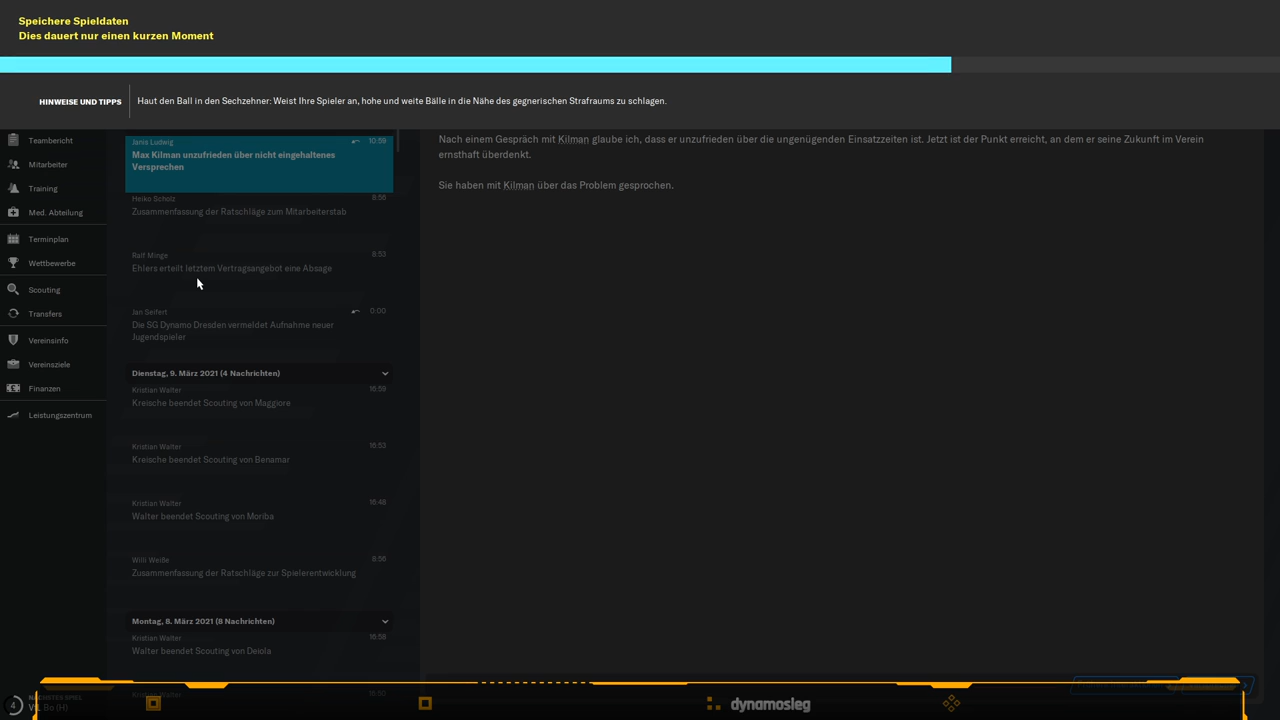 Speichere Spieldaten
Dies dauert nur einen kurzen Moment
HINWEISE UND TIPPS
Haut den Ball in den Sechzehner: Weist Ihre Spieler an, hohe und weite Bälle in die Nähe des gegnerischen Strafraums zu schlagen.
Teambericht
Mitarbeiter
Training
Med. Abteilung
Terminplan
Wettbewerbe
Scouting
Transfers
Vereinsinfo
Vereinsziele
Finanzen
Leistungszentrum
Janis Ludwig 10:59
Max Kilman unzufrieden über nicht eingehaltenes
Versprechen
Heiko Scholz 8:56
Zusammenfassung der Ratschläge zum Mitarbeiterstab
Ralf Minge 8:53
Ehlers erteilt letztem Vertragsangebot eine Absage
Jan Seifert 0:00
Die SG Dynamo Dresden vermeldet Aufnahme neuer
Jugendspieler
Dienstag, 9. März 2021 (4 Nachrichten)
Kristian Walter 16:59
Kreische beendet Scouting von Maggiore
Kristian Walter 16:53
Kreische beendet Scouting von Benamar
Kristian Walter 16:48
Walter beendet Scouting von Moriba
Willi Weiße 8:56
Zusammenfassung der Ratschläge zur Spielerentwicklung
Montag, 8. März 2021 (8 Nachrichten)
Kristian Walter 16:58
Walter beendet Scouting von Deiola
Kristian Walter 16:53
Nach einem Gespräch mit Kilman glaube ich, dass er unzufrieden über die ungenügenden Einsatzzeiten ist. Jetzt ist der Punkt erreicht, an dem er seine Zukunft im Verein
ernsthaft überdenkt.
Sie haben mit Kilman über das Problem gesprochen.
4
NÄCHSTES SPIEL
Bo (H)
dynamosieg